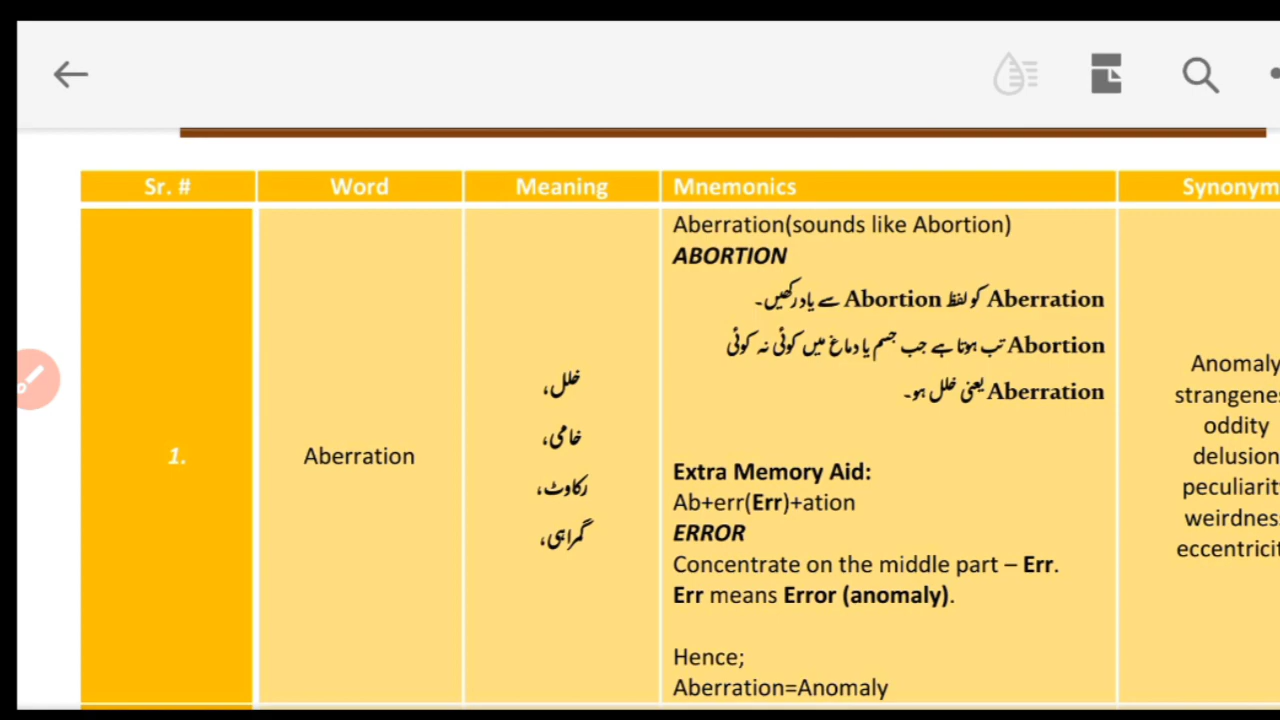 Sr. # Word Meaning Mnemonics Synonym
1.
Aberration
خلل،
خامی،
رکاوٹ،
گمراہی،
Aberration(sounds like Abortion)
ABORTION
Aberration کو لفظ Abortion سے یاد رکھیں۔
Abortion تب ہوتا ہے جب جسم یا دماغ میں کوئی نہ کوئی
Aberration یعنی خلل ہو۔
Extra Memory Aid:
Ab+err(Err)+ation
ERROR
Concentrate on the middle part – Err.
Err means Error (anomaly).
Hence;
Aberration=Anomaly
Anomaly
strangenes
oddity
delusion
peculiarit
weirdnes
eccentricit